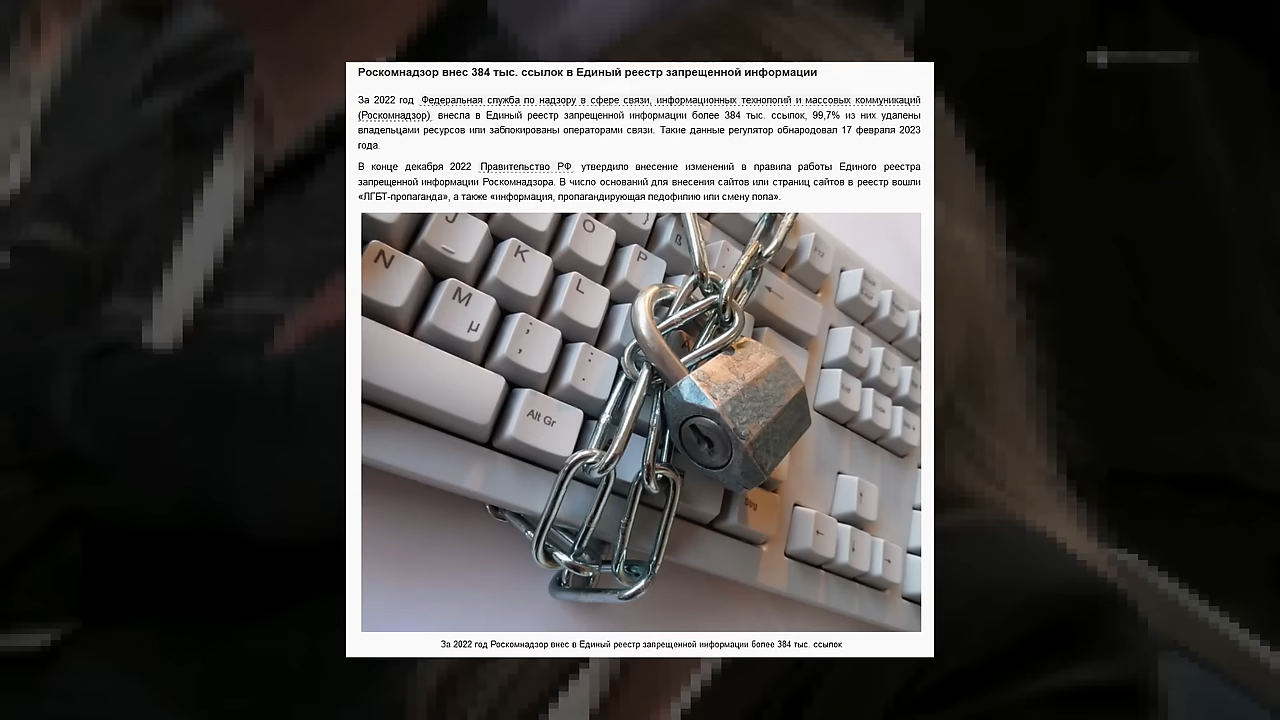 Роскомнадзор внес 384 тыс. ссылок в Единый реестр запрещенной информации
За 2022 год Федеральная служба по надзору в сфере связи, информационных технологий и массовых коммуникаций
(Роскомнадзор) внесла в Единый реестр запрещенной информации более 384 тыс. ссылок, 99,7% из них удалены
владельцами ресурсов или заблокированы операторами связи. Такие данные регулятор обнародовал 17 февраля 2023
года.
В конце декабря 2022 Правительство РФ утвердило внесение изменений в правила работы Единого реестра
запрещенной информации Роскомнадзора. В число оснований для внесения сайтов или страниц сайтов в реестр вошли
«ЛГБТ-пропаганда», а также «информация, пропагандирующая педофилию или смену пола».
J
O
}
ß
N
K
P
F12
M
µ
L
;
,
:
.
Alt Gr
За 2022 год Роскомнадзор внес в Единый реестр запрещенной информации более 384 тыс. ссылок